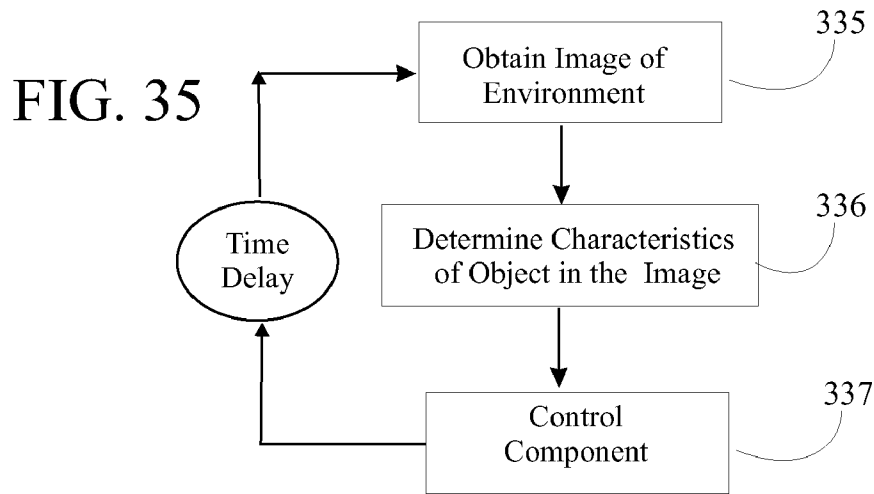 FIG. 35
Obtain Image of
Environment
335
Determine Characteristics
of Object in the Image
336
Time
Delay
Control
Component
337